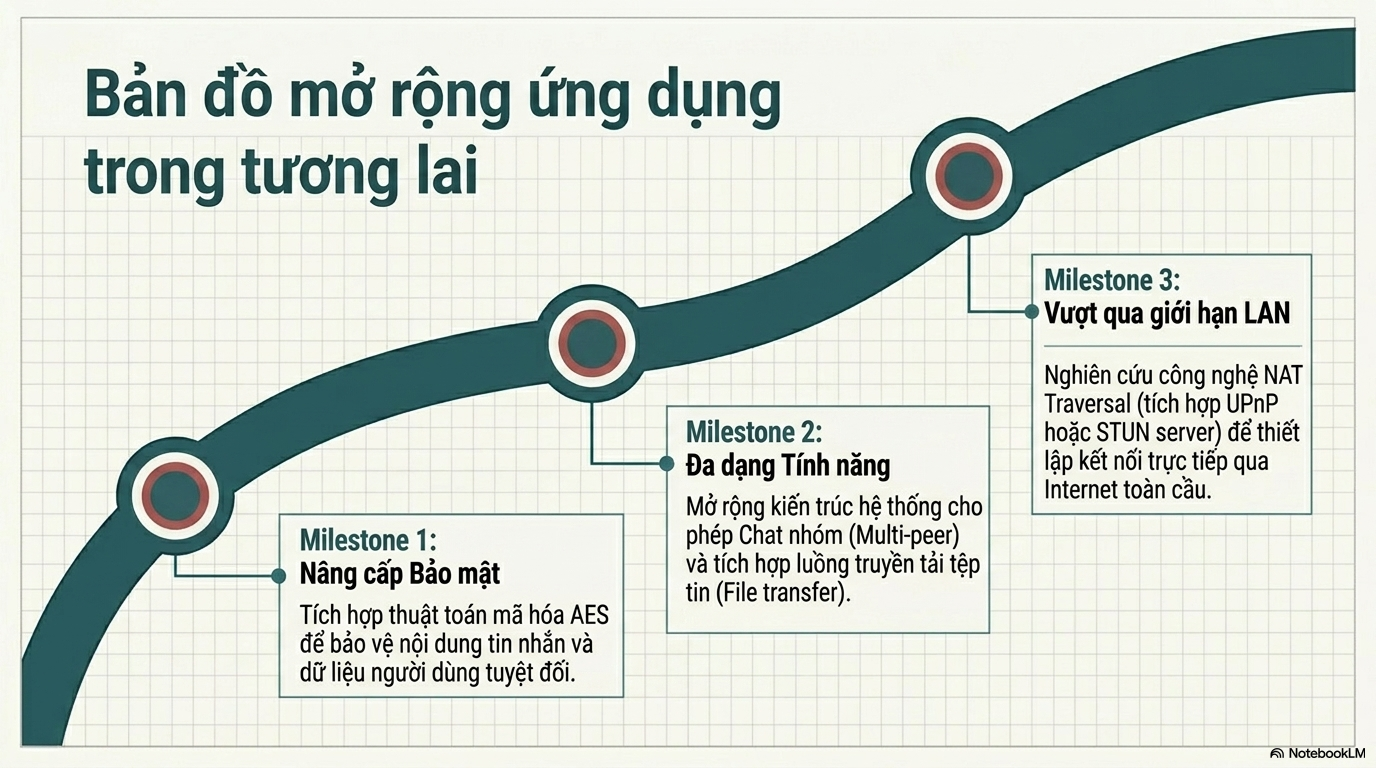 Bản đồ mở rộng ứng dụng
trong tương lai
Milestone 1:
Nâng cấp Bảo mật
Tích hợp thuật toán mã hóa AES
để bảo vệ nội dung tin nhắn và
dữ liệu người dùng tuyệt đối.
Milestone 2:
Đa dạng Tính năng
Mở rộng kiến trúc hệ thống cho
phép Chat nhóm (Multi-peer)
và tích hợp luồng truyền tải tệp
tin (File transfer).
Milestone 3:
Vượt qua giới hạn LAN
Nghiên cứu công nghệ NAT
Traversal (tích hợp UPnP
hoặc STUN server) để thiết
lập kết nối trực tiếp qua
Internet toàn cầu.
NotebookLM